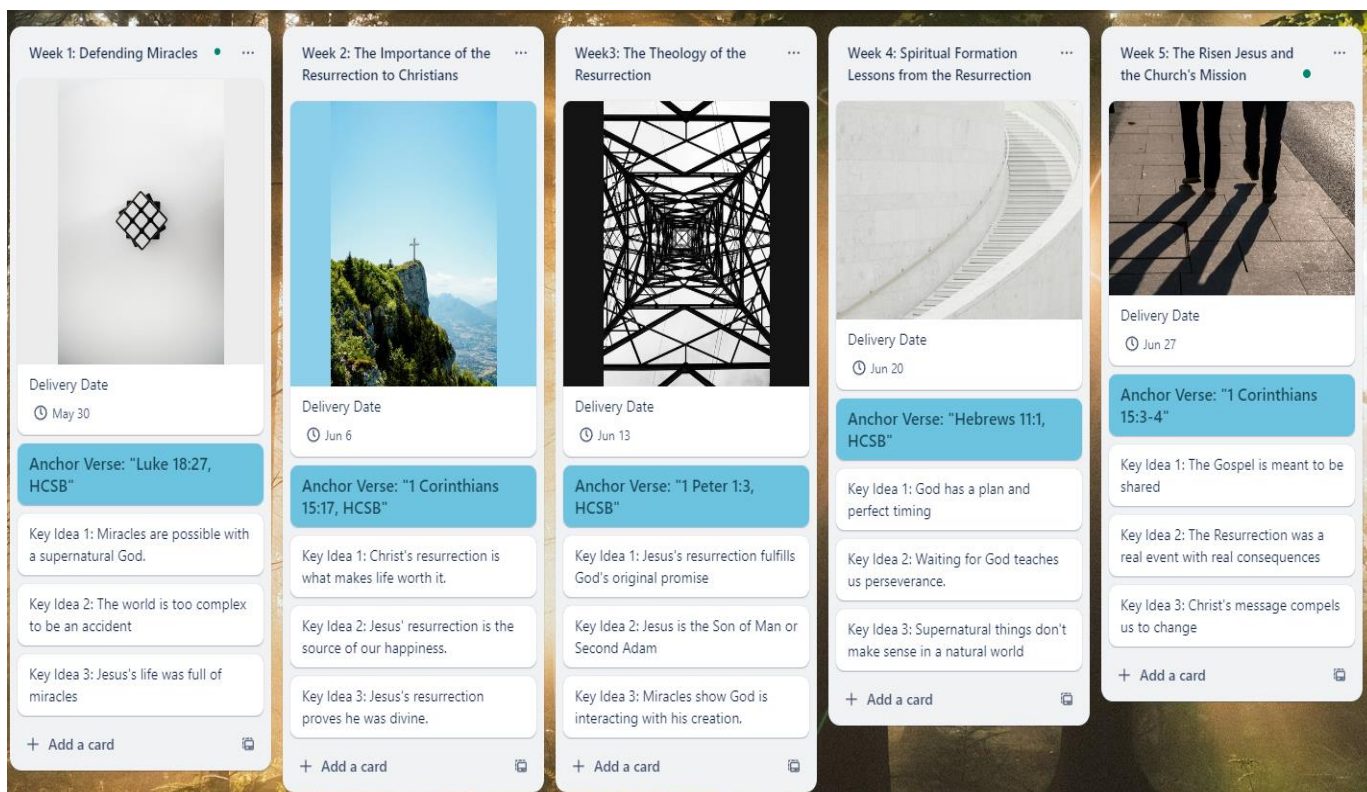 Week 1: Defending Miracles
Delivery Date
May 30
Anchor Verse: "Luke 18:27,
HCSB"
Key Idea 1: Miracles are possible with
a supernatural God.
Key Idea 2: The world is too complex
to be an accident
Key Idea 3: Jesus's life was full of
miracles
+ Add a card
Week 2: The Importance of the
Resurrection to Christians
Delivery Date
Jun 6
Anchor Verse: "1 Corinthians
15:17, HCSB"
Key Idea 1: Christ's resurrection is
what makes life worth it.
Key Idea 2: Jesus' resurrection is the
source of our happiness.
Key Idea 3: Jesus's resurrection
proves he was divine.
+ Add a card
Week3: The Theology of the
Resurrection
Delivery Date
Jun 13
Anchor Verse: "1 Peter 1:3,
HCSB"
Key Idea 1: Jesus's resurrection fulfills
God's original promise
Key Idea 2: Jesus is the Son of Man or
Second Adam
Key Idea 3: Miracles show God is
interacting with his creation.
+ Add a card
Week 4: Spiritual Formation
Lessons from the Resurrection
Delivery Date
Jun 20
Anchor Verse: "Hebrews 11:1,
HCSB"
Key Idea 1: God has a plan and
perfect timing
Key Idea 2: Waiting for God teaches
us perseverance.
Key Idea 3: Supernatural things don't
make sense in a natural world
+ Add a card
Week 5: The Risen Jesus and
the Church's Mission
Delivery Date
Jun 27
Anchor Verse: "1 Corinthians
15:3-4"
Key Idea 1: The Gospel is meant to be
shared
Key Idea 2: The Resurrection was a
real event with real consequences
Key Idea 3: Christ's message compels
us to change
+ Add a card